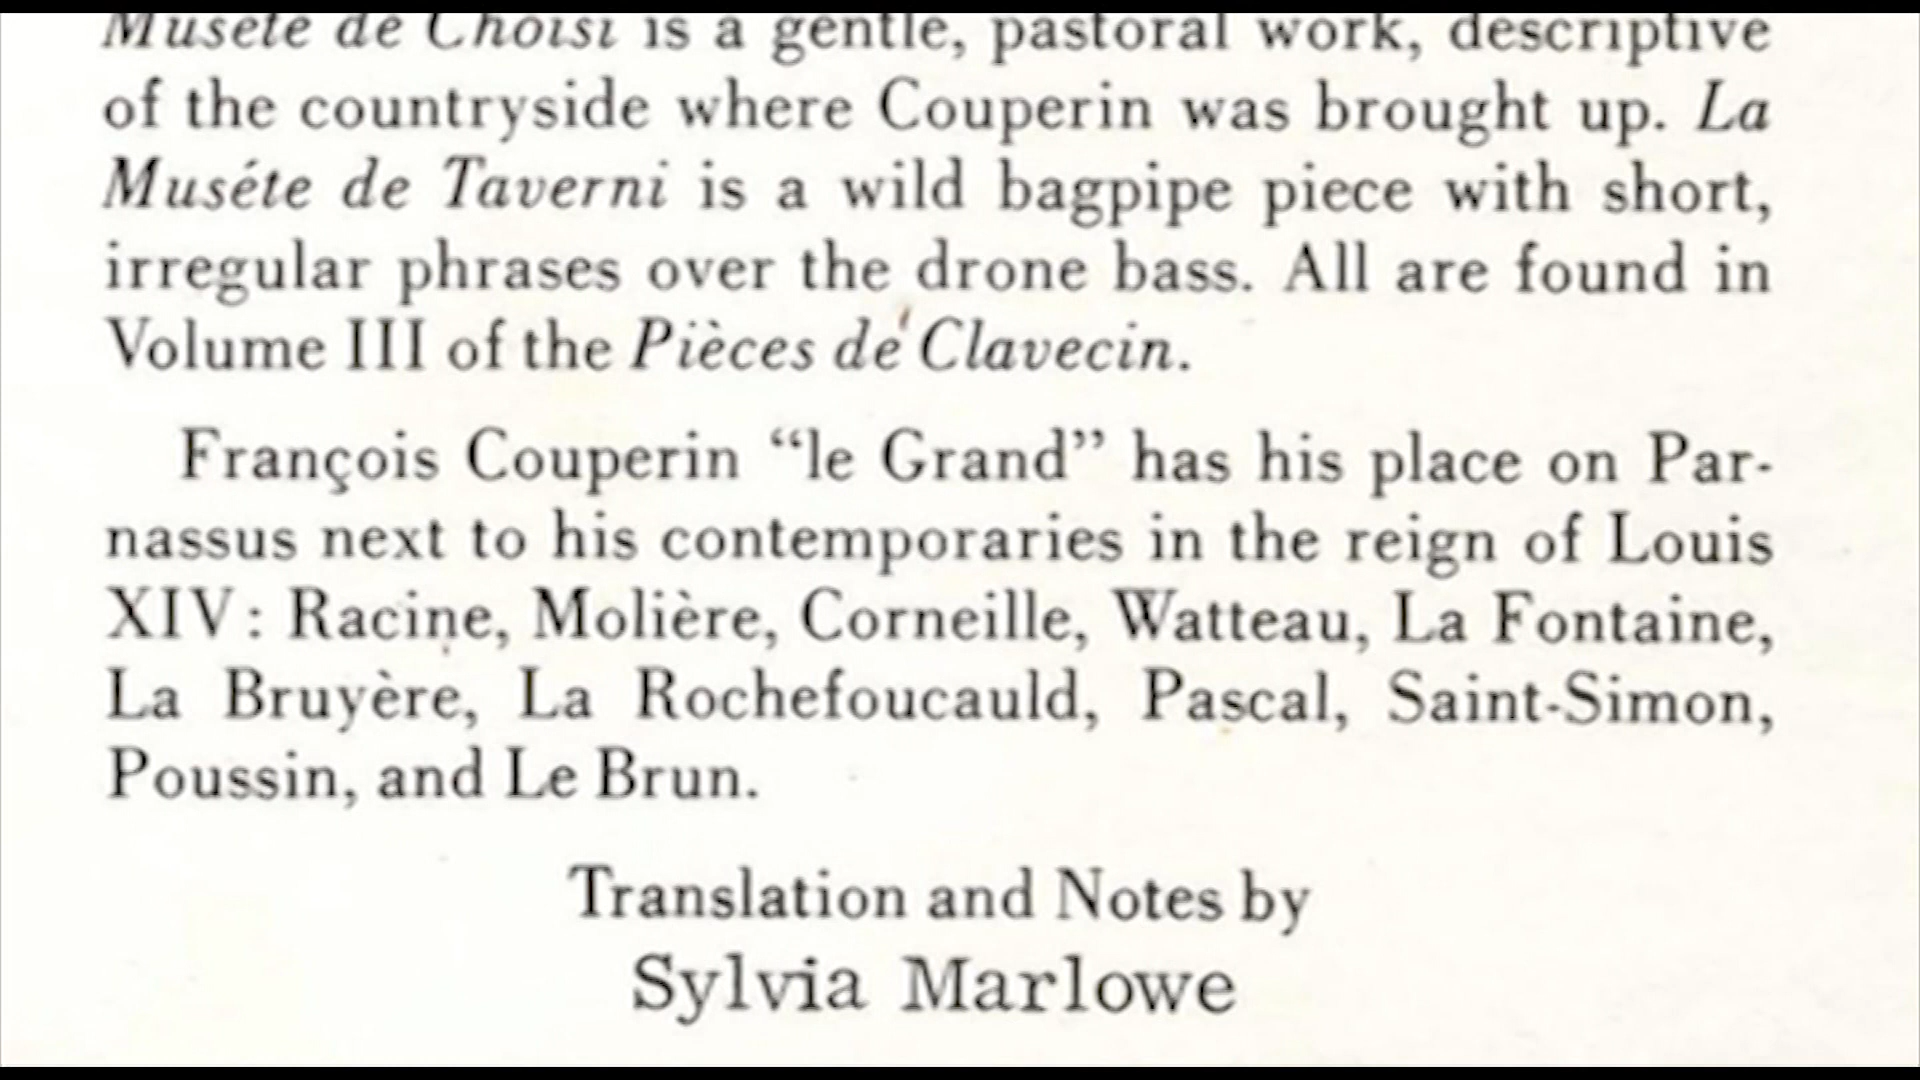 Muséte de Choisi is a gentle, pastoral work, descriptive
of the countryside where Couperin was brought up. La
Muséte de Taverni is a wild bagpipe piece with short,
irregular phrases over the drone bass. All are found in
Volume III of the Pièces de Clavecin.
François Couperin “le Grand” has his place on Par-
nassus next to his contemporaries in the reign of Louis
XIV: Racine, Molière, Corneille, Watteau, La Fontaine,
La Bruyère, La Rochefoucauld, Pascal, Saint-Simon,
Poussin, and Le Brun.
Translation and Notes by
Sylvia Marlowe